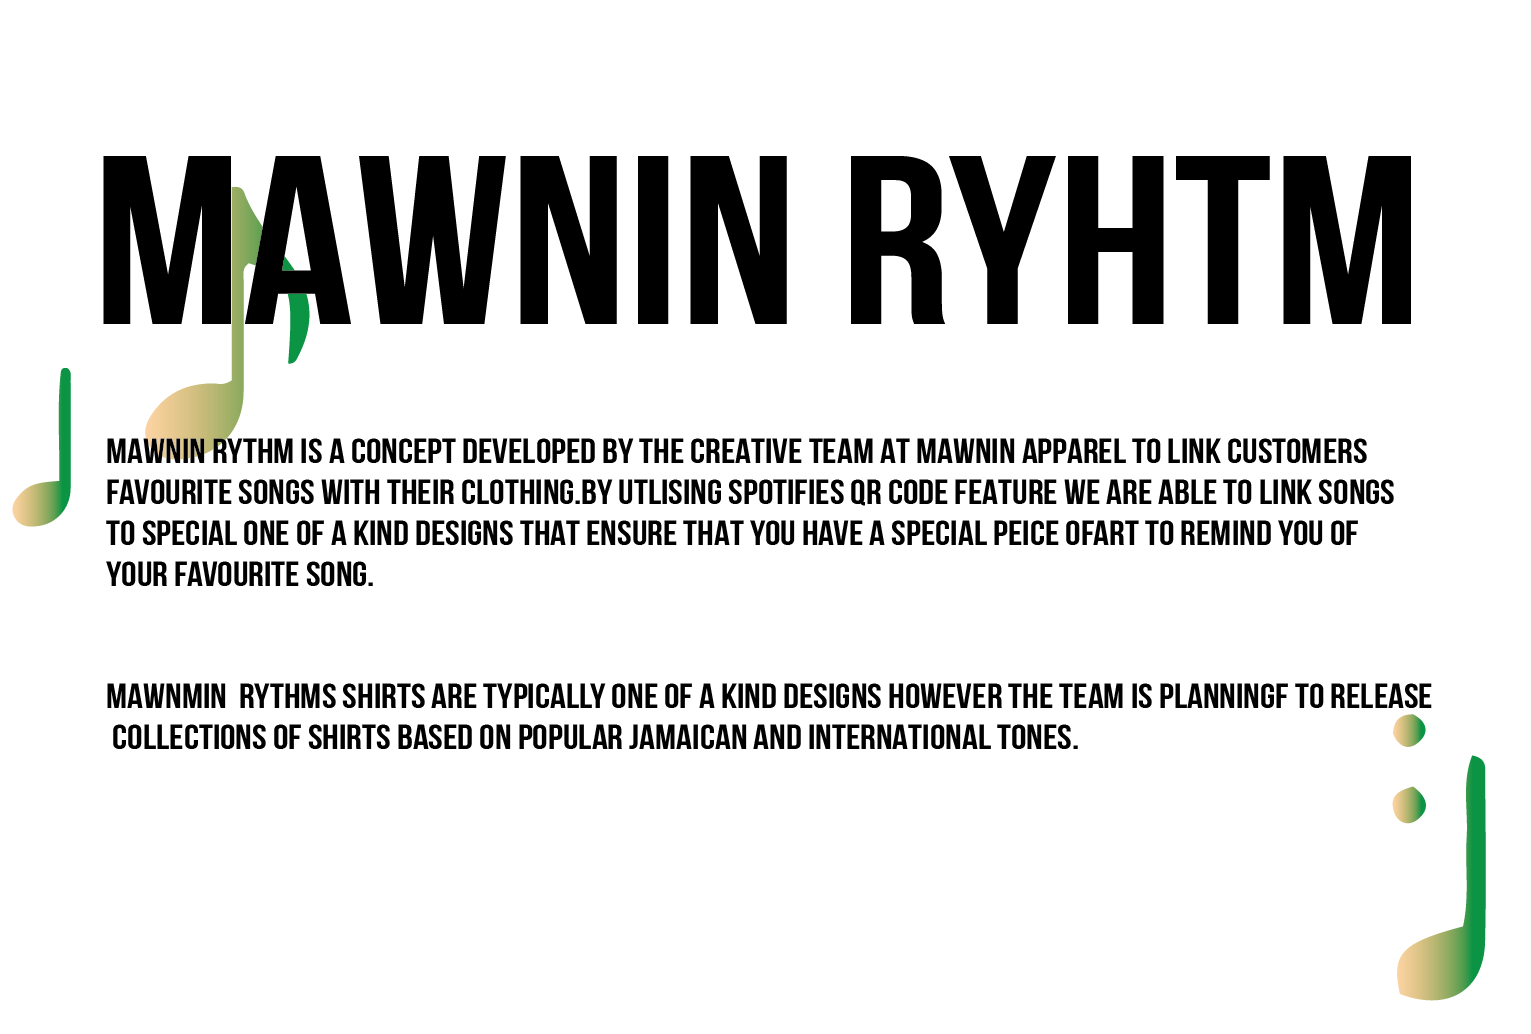 MAWNIN RYHTM
MAWNIN RYTHM IS A CONCEPT DEVELOPED BY THE CREATIVE TEAM AT MAWNIN APPAREL TO LINK CUSTOMERS
FAVOURITE SONGS WITH THEIR CLOTHING.BY UTLISING SPOTIFIES QR CODE FEATURE WE ARE ABLE TO LINK SONGS
TO SPECIAL ONE OF A KIND DESIGNS THAT ENSURE THAT YOU HAVE A SPECIAL PEICE OFART TO REMIND YOU OF
YOUR FAVOURITE SONG.
MAWNMIN RYTHMS SHIRTS ARE TYPICALLY ONE OF A KIND DESIGNS HOWEVER THE TEAM IS PLANNINGF TO RELEASE
COLLECTIONS OF SHIRTS BASED ON POPULAR JAMAICAN AND INTERNATIONAL TONES.